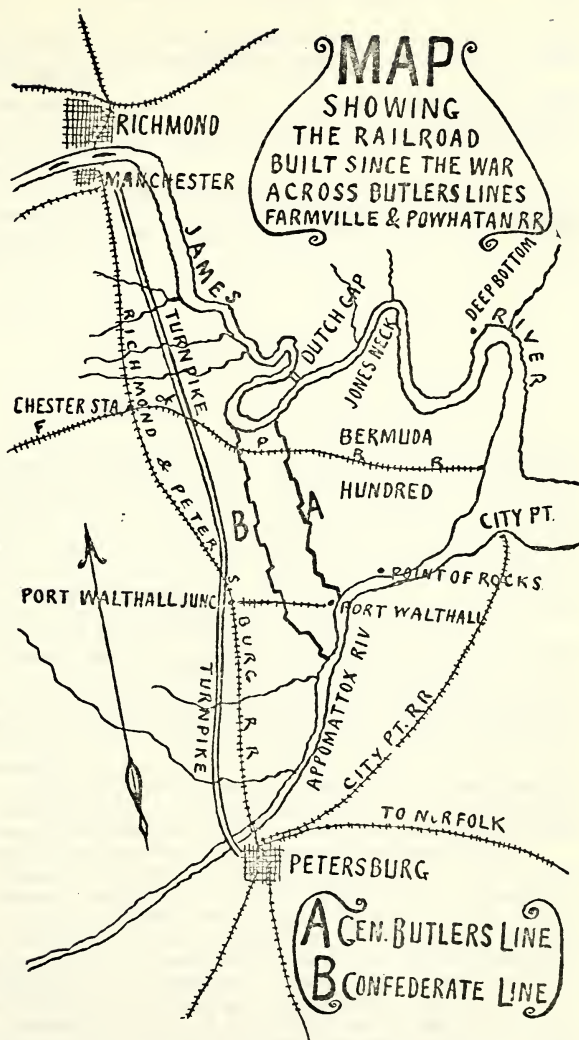 MAP
SHOWING
THE RAILROAD
BUILT SINCE THE WAR
ACROSS BUTLERS LINES
FARMVILLE & POWHATAN RR
RICHMOND
MANCHESTER
JAMES
RIVER
DEEP BOTTOM
DUTCH GAP
JONES NECK
TURNPIKE
RICHMOND & PETERSBURG RR
CHESTER STA
F & P R R
BERMUDA
HUNDRED
B
A
CITY PT.
POINT OF ROCKS
PORT WALTHALL JUNC
PORT WALTHALL
TURNPIKE
APPOMATTOX RIV
CITY PT. RR
TO NORFOLK
PETERSBURG
A GEN. BUTLERS LINE
B CONFEDERATE LINE